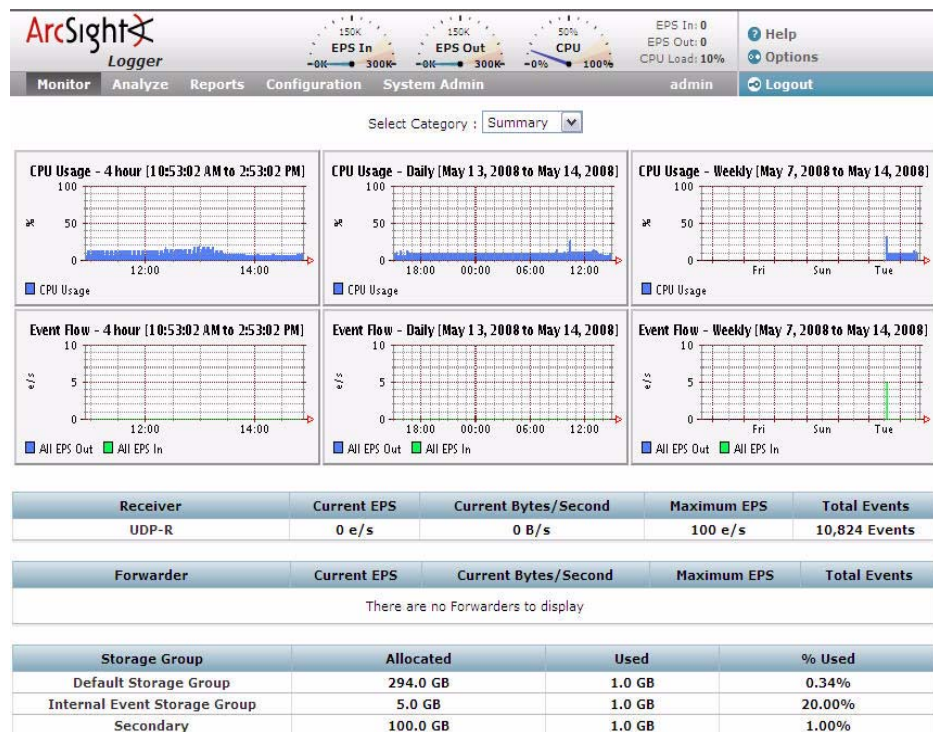 ArcSight
Logger
150K
EPS In
0K 300K
150K
EPS Out
0K 300K
50%
CPU
0% 100%
EPS In: 0
EPS Out: 0
CPU Load: 10%
Help
Options
Monitor Analyze Reports Configuration System Admin admin Logout
Select Category : Summary
CPU Usage - 4 hour [10:53:02 AM to 2:53:02 PM]
100
%
50
0
12:00 14:00
CPU Usage
CPU Usage - Daily [May 13, 2008 to May 14, 2008]
100
%
50
0
18:00 00:00 06:00 12:00
CPU Usage
CPU Usage - Weekly [May 7, 2008 to May 14, 2008]
100
%
50
0
Fri Sun Tue
CPU Usage
Event Flow - 4 hour [10:53:02 AM to 2:53:02 PM]
10
e/s
5
0
12:00 14:00
All EPS Out All EPS In
Event Flow - Daily [May 13, 2008 to May 14, 2008]
10
e/s
5
0
18:00 00:00 06:00 12:00
All EPS Out All EPS In
Event Flow - Weekly [May 7, 2008 to May 14, 2008]
10
e/s
5
0
Fri Sun Tue
All EPS Out All EPS In
Receiver Current EPS Current Bytes/Second Maximum EPS Total Events
UDP-R 0 e/s 0 B/s 100 e/s 10,824 Events
Forwarder Current EPS Current Bytes/Second Maximum EPS Total Events
There are no Forwarders to display
Storage Group Allocated Used % Used
Default Storage Group 294.0 GB 1.0 GB 0.34%
Internal Event Storage Group 5.0 GB 1.0 GB 20.00%
Secondary 100.0 GB 1.0 GB 1.00%